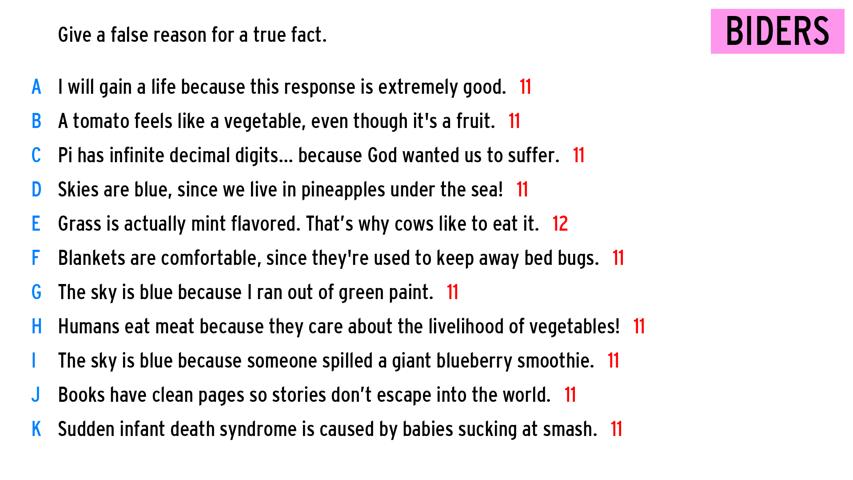 Give a false reason for a true fact.
BIDERS
A I will gain a life because this response is extremely good. 11
B A tomato feels like a vegetable, even though it's a fruit. 11
C Pi has infinite decimal digits... because God wanted us to suffer. 11
D Skies are blue, since we live in pineapples under the sea! 11
E Grass is actually mint flavored. That’s why cows like to eat it. 12
F Blankets are comfortable, since they're used to keep away bed bugs. 11
G The sky is blue because I ran out of green paint. 11
H Humans eat meat because they care about the livelihood of vegetables! 11
I The sky is blue because someone spilled a giant blueberry smoothie. 11
J Books have clean pages so stories don’t escape into the world. 11
K Sudden infant death syndrome is caused by babies sucking at smash. 11